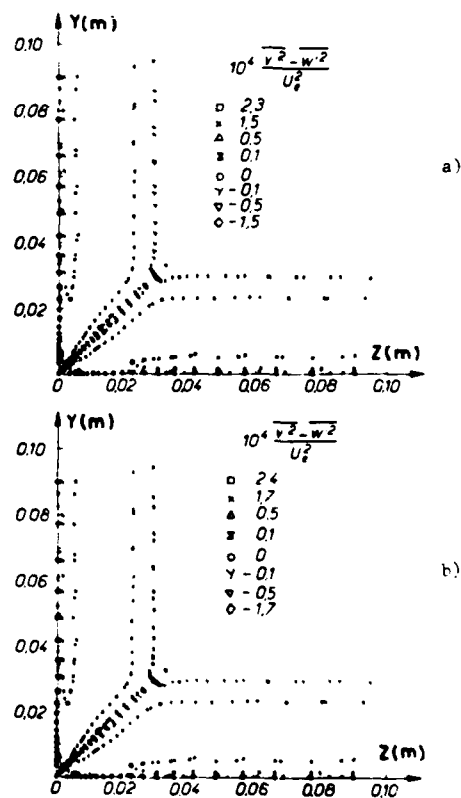 Y(m)
0,10
0,08
0,06
0,04
0,02
0
10⁴ (v'² - w'²) / Uₑ²
□ 2,3
× 1,5
△ 0,5
⧗ 0,1
○ 0
Y - 0,1
▽ - 0,5
◇ - 1,5
a)
Z(m)
0 0,02 0,04 0,06 0,08 0,10
Y(m)
0,10
0,08
0,06
0,04
0,02
0
10⁴ (v'² - w'²) / Uₑ²
□ 2,4
× 1,7
△ 0,5
⧗ 0,1
○ 0
Y - 0,1
▽ - 0,5
◇ - 1,7
b)
Z(m)
0 0,02 0,04 0,06 0,08 0,10